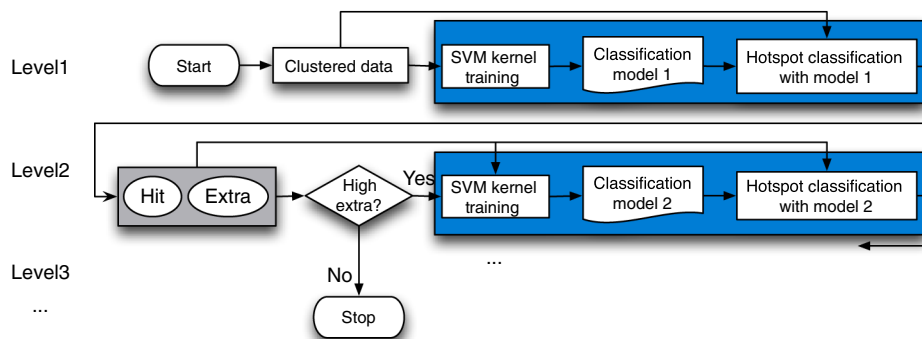 Level1
Start
Clustered data
SVM kernel
training
Classification
model 1
Hotspot classification
with model 1
Level2
Hit
Extra
High
extra?
Yes
SVM kernel
training
Classification
model 2
Hotspot classification
with model 2
Level3
...
No
Stop
...